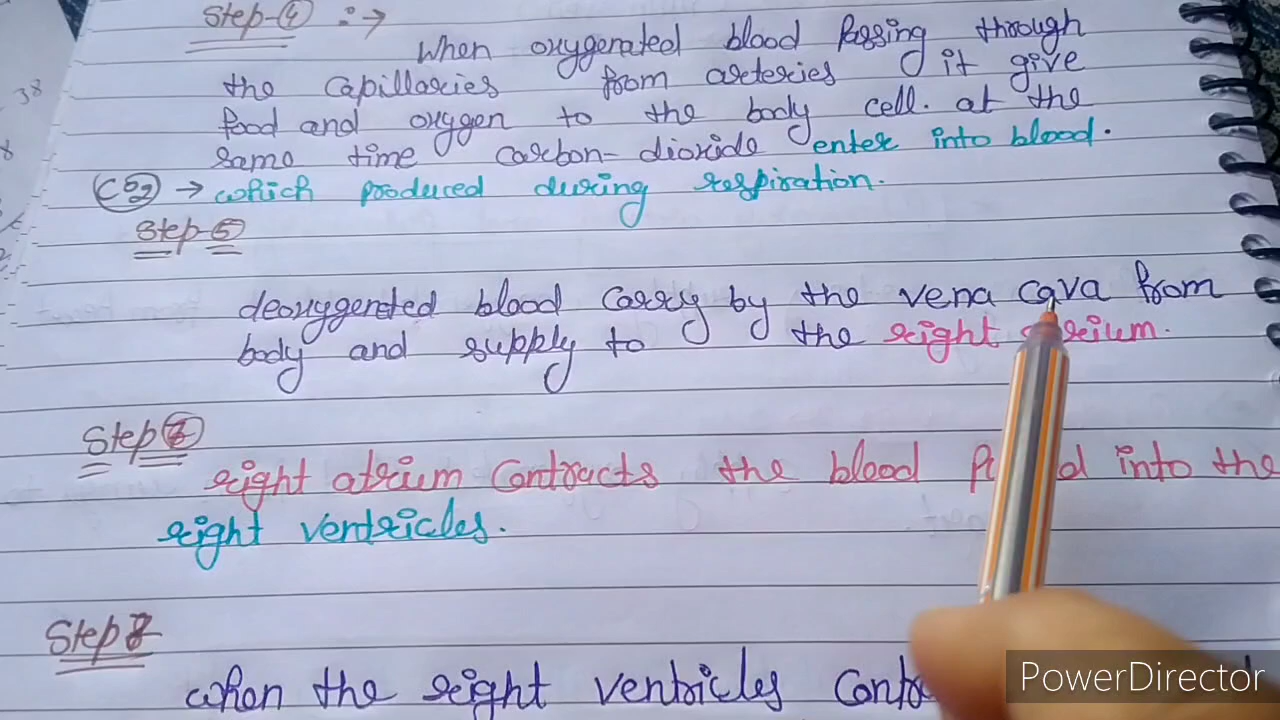 Step-4 :→
When oxygenated blood Passing through
the Capillaries from arteries it give
food and oxygen to the body cell. at the
same time carbon-dioxide enter into blood.
CO2 → which produced during respiration.
Step-5
deoxygenated blood carry by the vena cava from
body and supply to the right
Step 6
right atrium Contracts the blood into the
right ventricles.
Step 7
when the right ventricles
PowerDirector
38